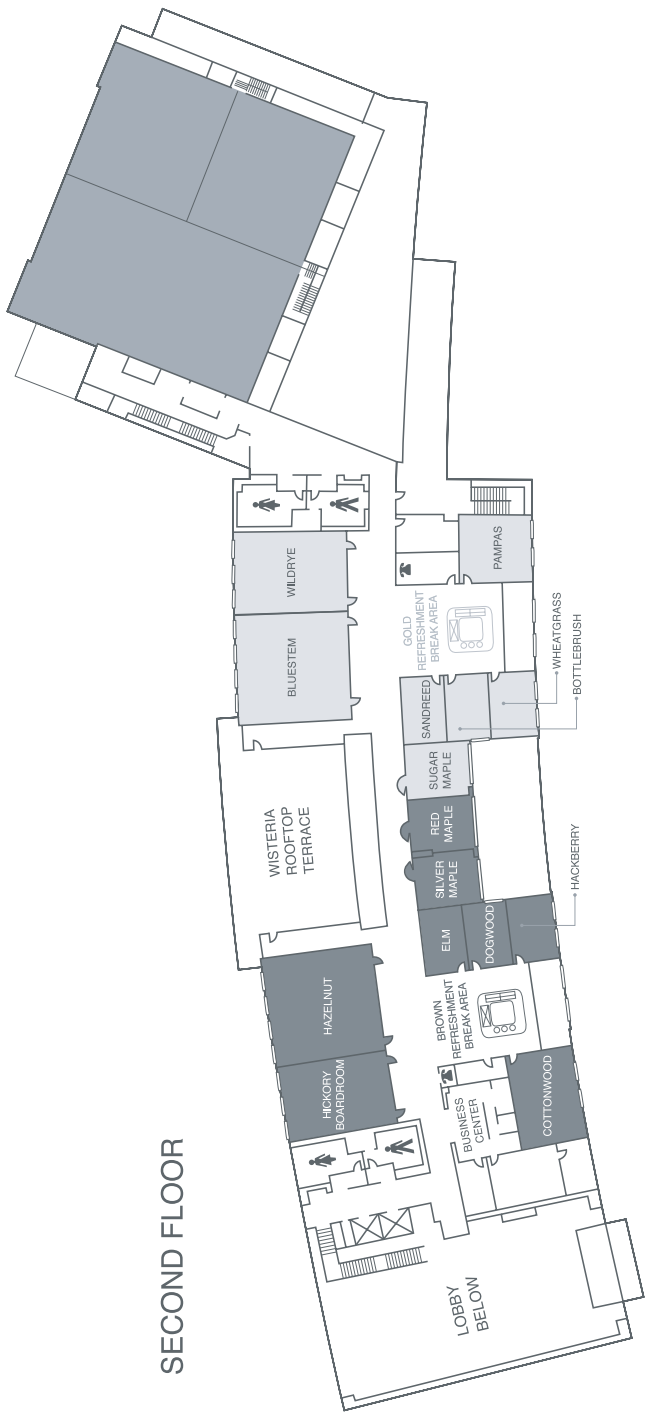 SECOND FLOOR
LOBBY
BELOW
HICKORY
BOARDROOM
HAZELNUT
WISTERIA
ROOFTOP
TERRACE
BLUESTEM
WILDRYE
BUSINESS
CENTER
BROWN
REFRESHMENT
BREAK AREA
ELM
SILVER
MAPLE
RED
MAPLE
SUGAR
MAPLE
SANDREED
GOLD
REFRESHMENT
BREAK AREA
COTTONWOOD
DOGWOOD
PAMPAS
HACKBERRY
WHEATGRASS
BOTTLEBRUSH